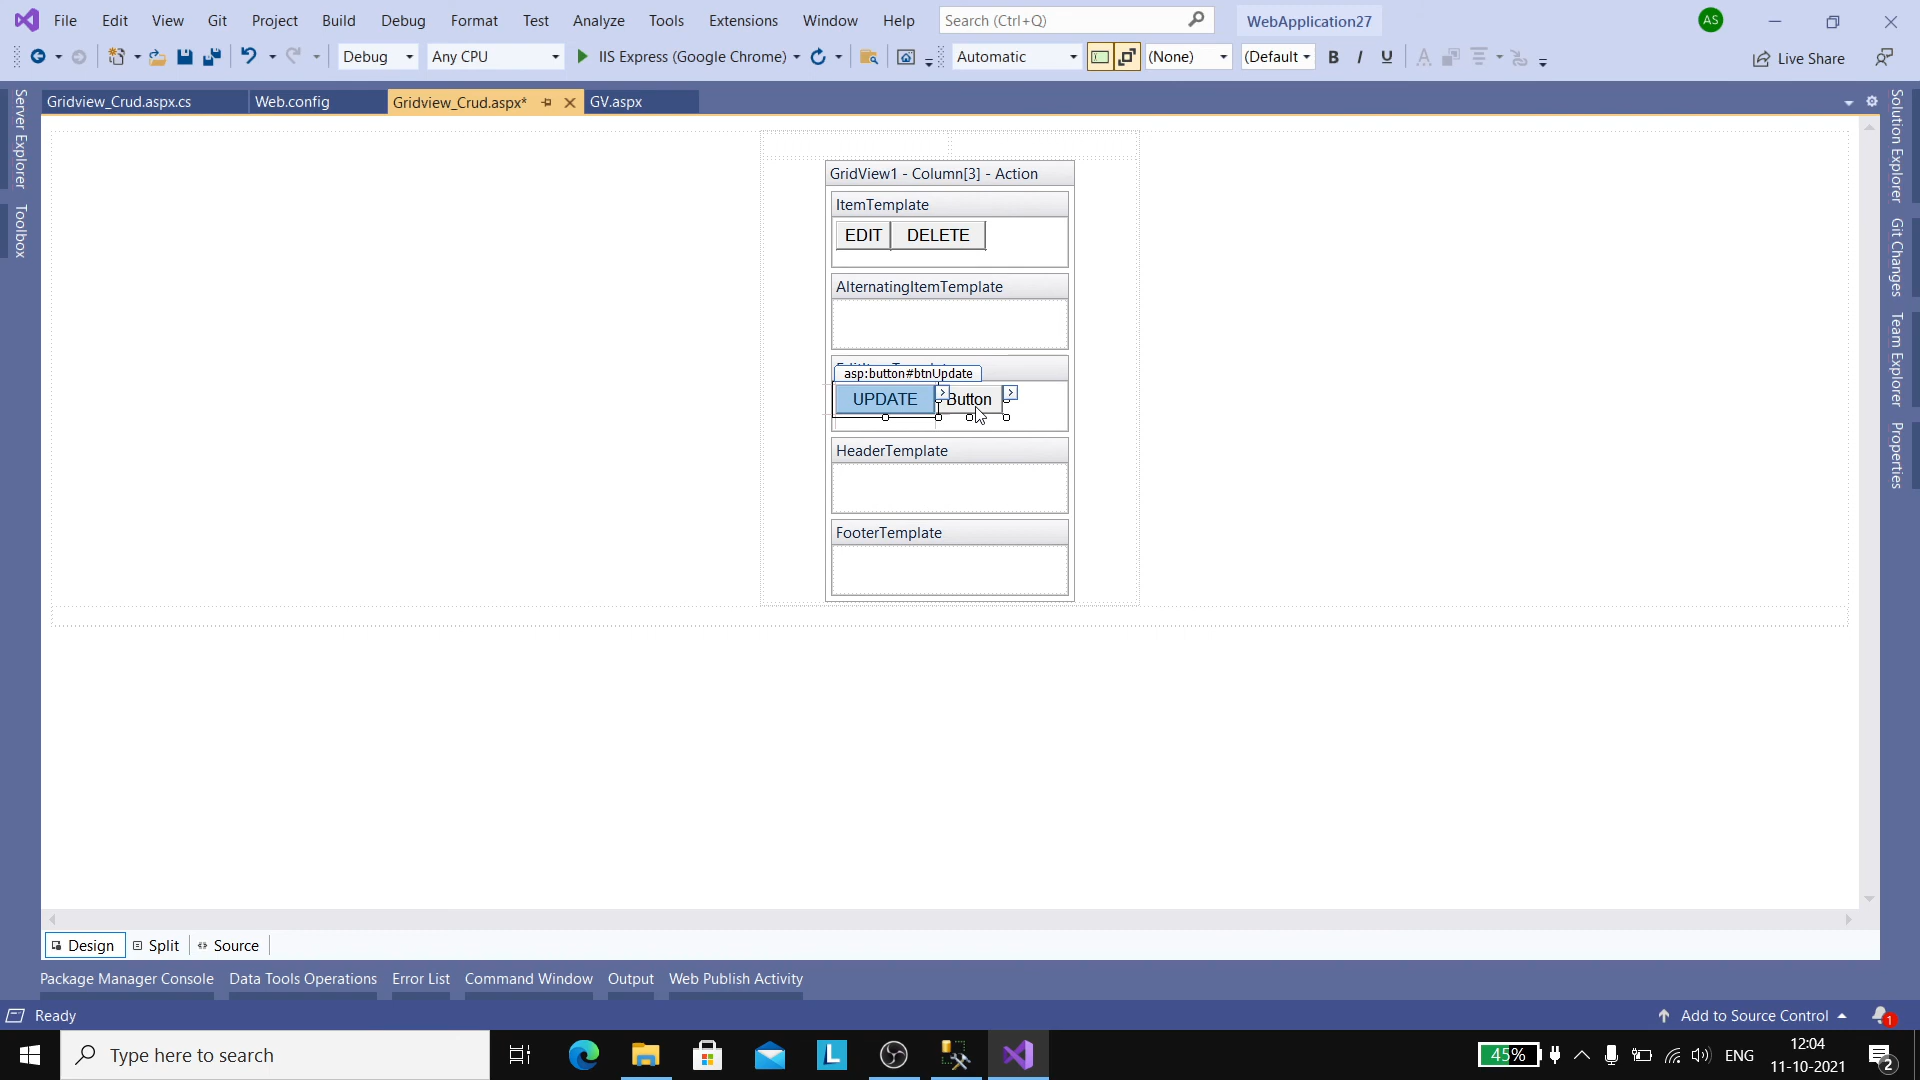 File Edit View Git Project Build Debug Format Test Analyze Tools Extensions Window Help Search (Ctrl+Q) WebApplication27 AS
Debug Any CPU IIS Express (Google Chrome) Automatic (None) (Default B I U A Live Share
Gridview_Crud.aspx.cs Web.config Gridview_Crud.aspx* GV.aspx
Server Explorer
Toolbox
GridView1 - Column[3] - Action
ItemTemplate
EDIT DELETE
AlternatingItemTemplate
asp:button#btnUpdate
UPDATE Button
HeaderTemplate
FooterTemplate
Solution Explorer
Git Changes
Team Explorer
Properties
Design Split Source
Package Manager Console Data Tools Operations Error List Command Window Output Web Publish Activity
Ready Add to Source Control 1
Type here to search L 45% ENG 12:04
11-10-2021 2